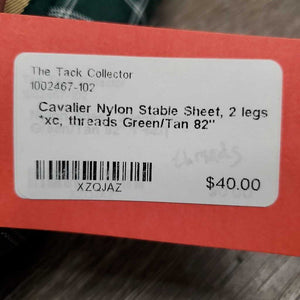 The Tack Collector
1002467-102
Cavalier Nylon Stable Sheet, 2 legs
*xc, threads Green/Tan 82"
threads
XZQJAZ
$40.00